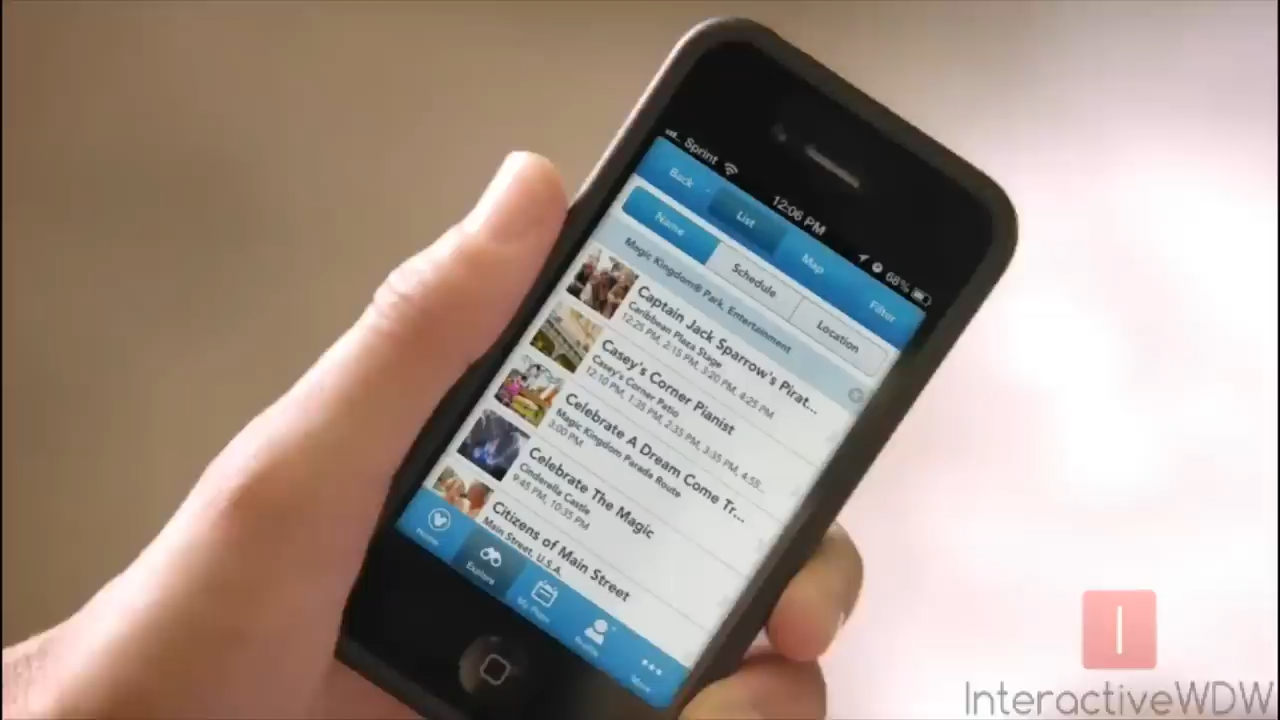 Sprint
12:06 PM
68%
Back
List
Map
Filter
Name
Schedule
Location
Magic Kingdom® Park, Entertainment
Captain Jack Sparrow's Pirat...
Caribbean Plaza Stage
12:25 PM, 2:15 PM, 3:20 PM, 4:25 PM
Casey's Corner Pianist
Casey's Corner Patio
12:10 PM, 1:35 PM, 2:35 PM, 3:35 PM, 4:55..
Celebrate A Dream Come Tr...
Magic Kingdom Parade Route
3:00 PM
Celebrate The Magic
Cinderella Castle
9:45 PM, 10:35 PM
Citizens of Main Street
Main Street, U.S.A.
Explore
My Plans
Profile
More
I
InteractiveWDW